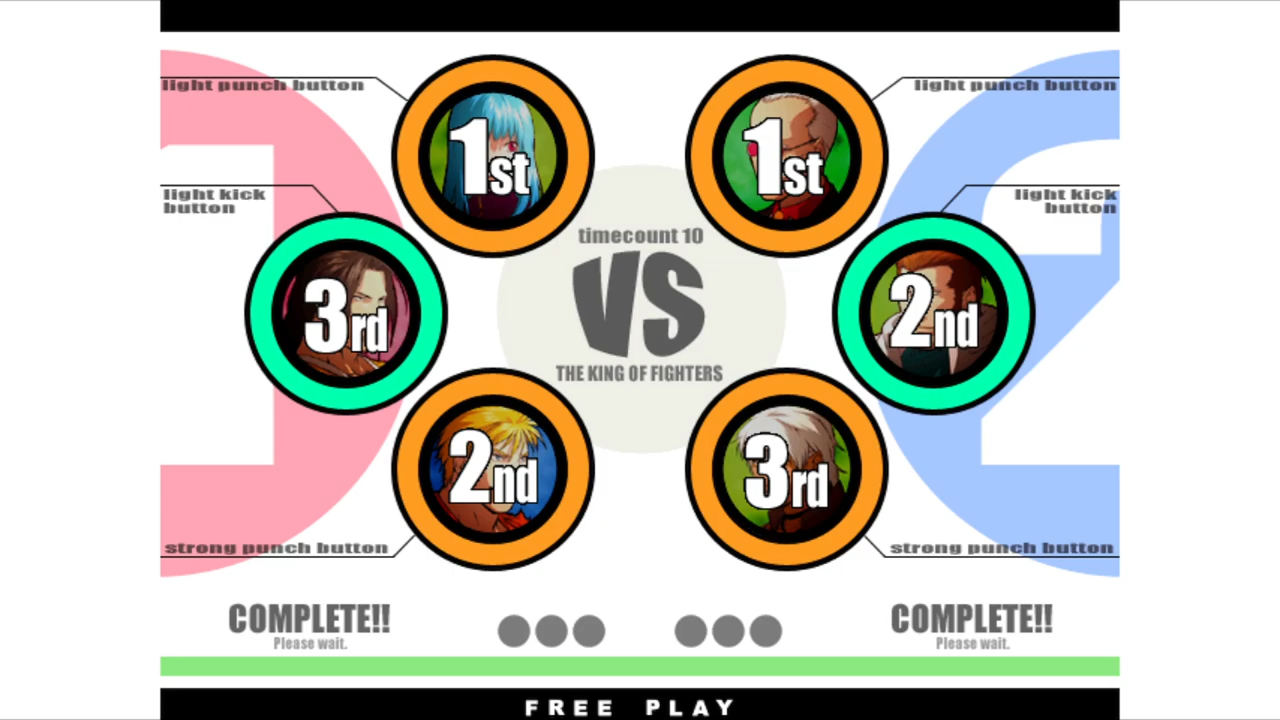 light punch button
light punch button
1st
1st
light kick
button
light kick
button
timecount 10
VS
THE KING OF FIGHTERS
3rd
2nd
2nd
3rd
strong punch button
strong punch button
COMPLETE!!
Please wait.
COMPLETE!!
Please wait.
FREE PLAY
1
2